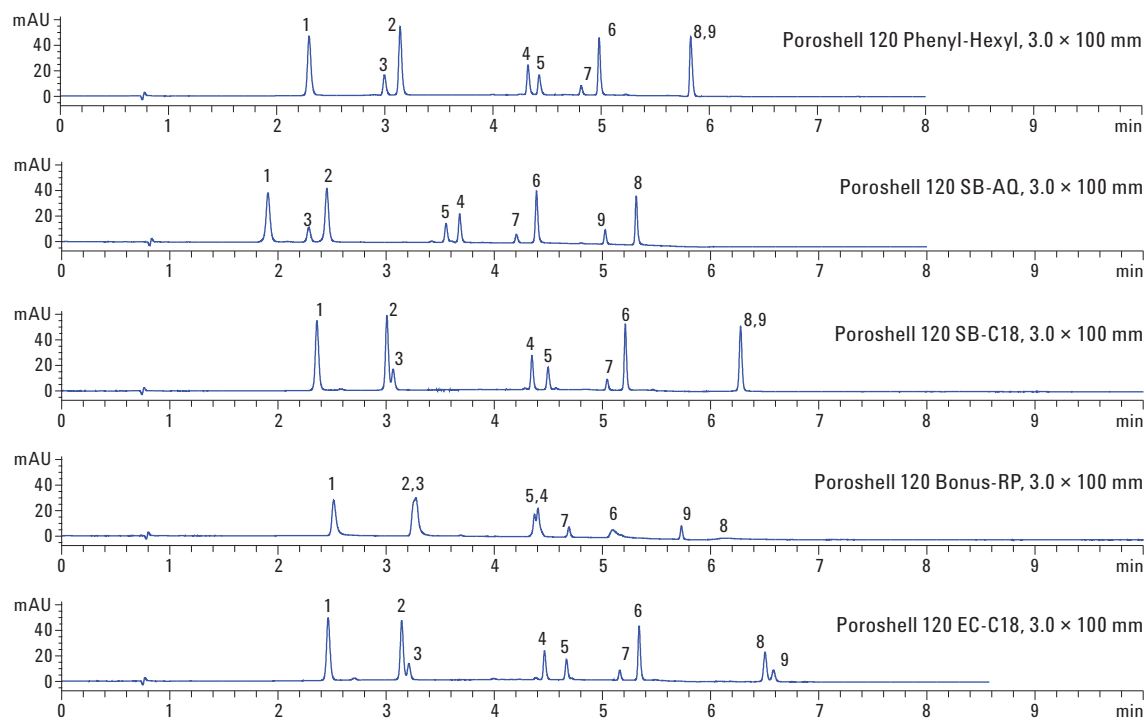 mAU
1 2 3 4 5 7 6 8,9
Poroshell 120 Phenyl-Hexyl, 3.0 × 100 mm
40
20
0
0 1 2 3 4 5 6 7 8 9 min
mAU
1 3 2 5 4 7 6 9 8
Poroshell 120 SB-AQ, 3.0 × 100 mm
40
20
0
0 1 2 3 4 5 6 7 8 9 min
mAU
1 2 3 4 5 7 6 8,9
Poroshell 120 SB-C18, 3.0 × 100 mm
40
20
0
0 1 2 3 4 5 6 7 8 9 min
mAU
1 2,3 5,4 7 6 9 8
Poroshell 120 Bonus-RP, 3.0 × 100 mm
40
20
0
0 1 2 3 4 5 6 7 8 9 min
mAU
1 2 3 4 5 7 6 8 9
Poroshell 120 EC-C18, 3.0 × 100 mm
40
20
0
0 1 2 3 4 5 6 7 8 9 min